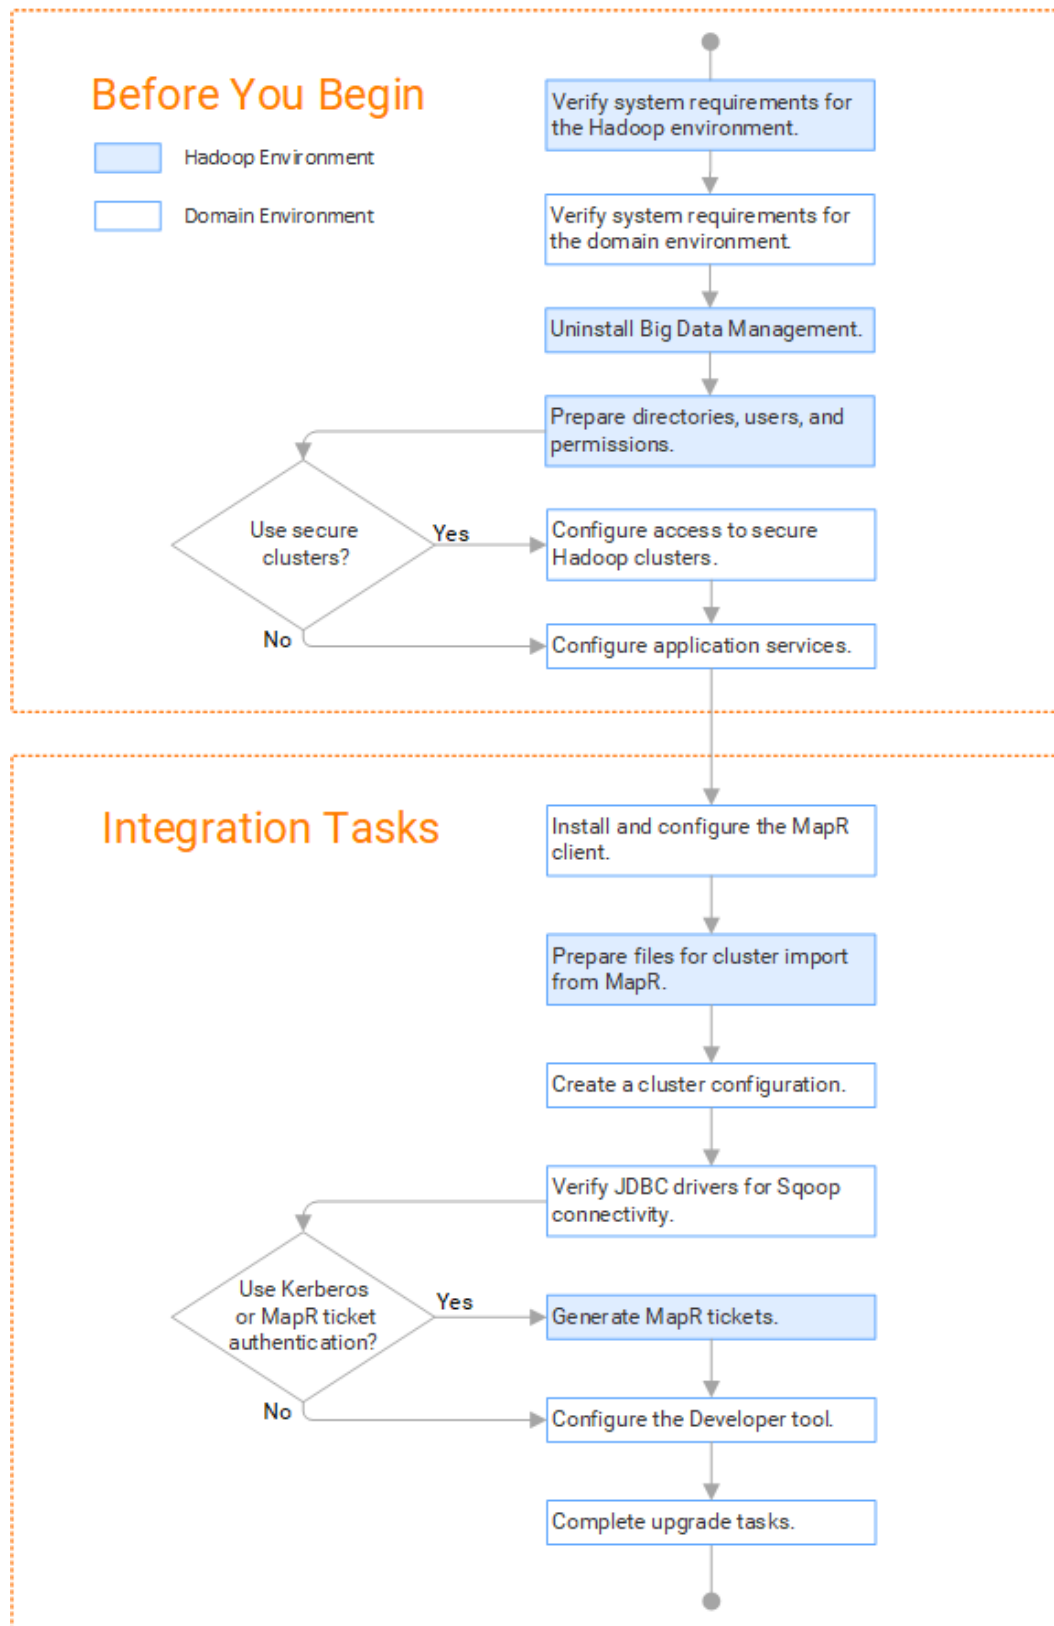 Before You Begin
Hadoop Environment
Domain Environment
Verify system requirements for
the Hadoop environment.
Verify system requirements for
the domain environment.
Uninstall Big Data Management.
Prepare directories, users, and
permissions.
Use secure
clusters?
Yes
No
Configure access to secure
Hadoop clusters.
Configure application services.
Integration Tasks
Install and configure the MapR
client.
Prepare files for cluster import
from MapR.
Create a cluster configuration.
Verify JDBC drivers for Sqoop
connectivity.
Use Kerberos
or MapR ticket
authentication?
Yes
No
Generate MapR tickets.
Configure the Developer tool.
Complete upgrade tasks.